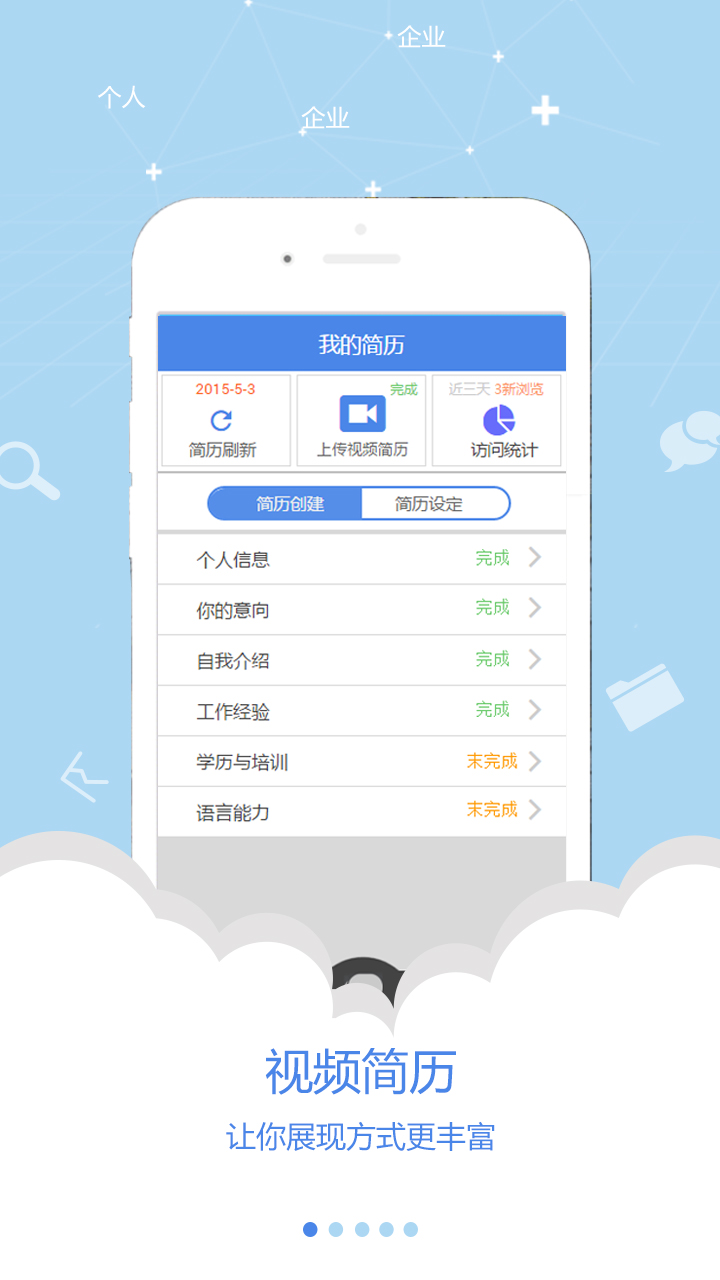 企业
个人
企业
我的简历
2015-5-3
简历刷新
完成
上传视频简历
近三天 3新浏览
访问统计
简历创建
简历设定
个人信息 完成
你的意向 完成
自我介绍 完成
工作经验 完成
学历与培训 末完成
语言能力 末完成
视频简历
让你展现方式更丰富